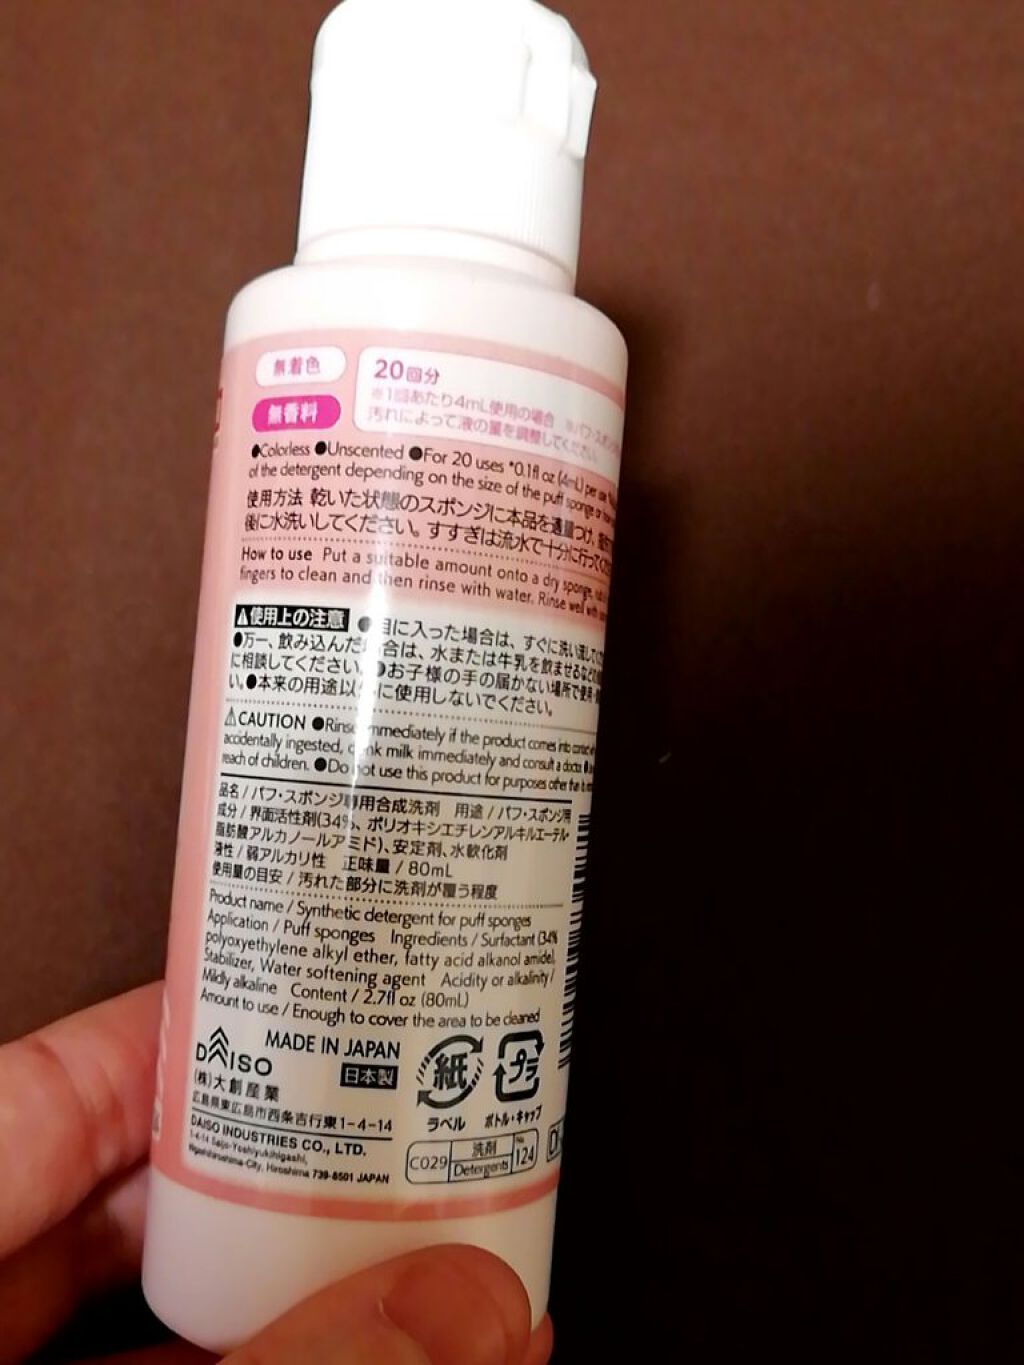 無着色
無香料
20回分
※1回あたり4mL使用の場合 ※パフ・スポ
汚れによって液の量を調整してください。
●Colorless ●Unscented ●For 20 uses *0.1fl oz (4mL) per use
of the detergent depending on the size of the puff sponge or
使用方法 乾いた状態のスポンジに本品を適量つけ、
後に水洗いしてください。すすぎは流水で十分に行ってくだ
How to use Put a suitable amount onto a dry sponge,
fingers to clean and then rinse with water. Rinse well with
⚠使用上の注意 ●目に入った場合は、すぐに洗い流して
●万一、飲み込んだ場合は、水または牛乳を飲ませるなどの
に相談してください。●お子様の手の届かない場所で使用・
い。●本来の用途以外に使用しないでください。
⚠CAUTION ●Rinse immediately if the product comes into contact
accidentally ingested, drink milk immediately and consult a doctor.
reach of children. ●Do not use this product for purposes other than
品名/パフ・スポンジ専用合成洗剤 用途/パフ・スポンジ用
成分/界面活性剤(34%、ポリオキシエチレンアルキルエーテル・
脂肪酸アルカノールアミド)、安定剤、水軟化剤
液性/弱アルカリ性 正味量/80mL
使用量の目安/汚れた部分に洗剤が覆う程度
Product name / Synthetic detergent for puff sponges
Application / Puff sponges Ingredients / Surfactant (34%
polyoxyethylene alkyl ether, fatty acid alkanol amide),
Stabilizer, Water softening agent Acidity or alkalinity /
Mildly alkaline Content / 2.7fl oz (80mL)
Amount to use / Enough to cover the area to be cleaned
MADE IN JAPAN
日本製
DAISO
(株)大創産業
広島県東広島市西条吉行東1-4-14
DAISO INDUSTRIES CO., LTD.
1-4-14 Saijo-Yoshiyukihigashi,
Higashihiroshima-City, Hiroshima 739-8501 JAPAN
紙
ラベル
プラ
ボトル・キャップ
C029
洗剤
Detergents
No.
124